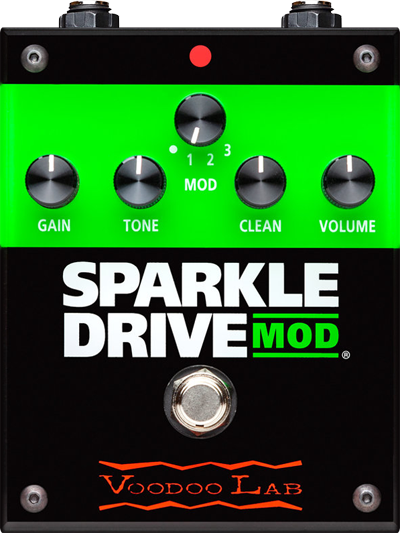 1 2 3
MOD
GAIN TONE CLEAN VOLUME
SPARKLE
DRIVE MOD ®
VOODOO LAB